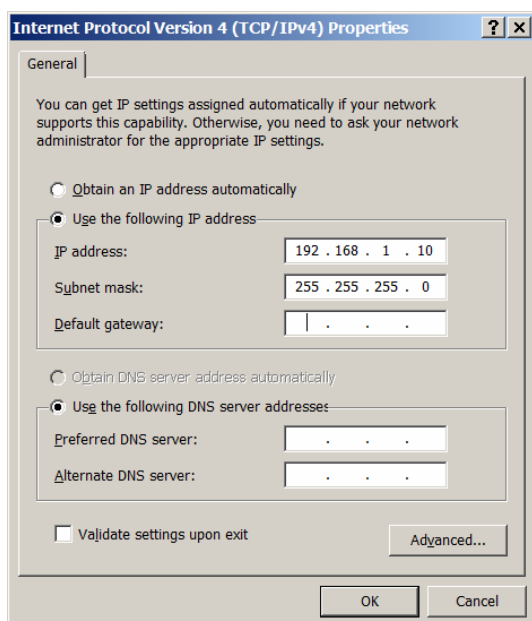 Internet Protocol Version 4 (TCP/IPv4) Properties ? X
General
You can get IP settings assigned automatically if your network
supports this capability. Otherwise, you need to ask your network
administrator for the appropriate IP settings.
Obtain an IP address automatically
Use the following IP address
IP address: 192 . 168 . 1 . 10
Subnet mask: 255 . 255 . 255 . 0
Default gateway: . . .
Obtain DNS server address automatically
Use the following DNS server addresses
Preferred DNS server: . . .
Alternate DNS server: . . .
Validate settings upon exit
Advanced...
OK Cancel